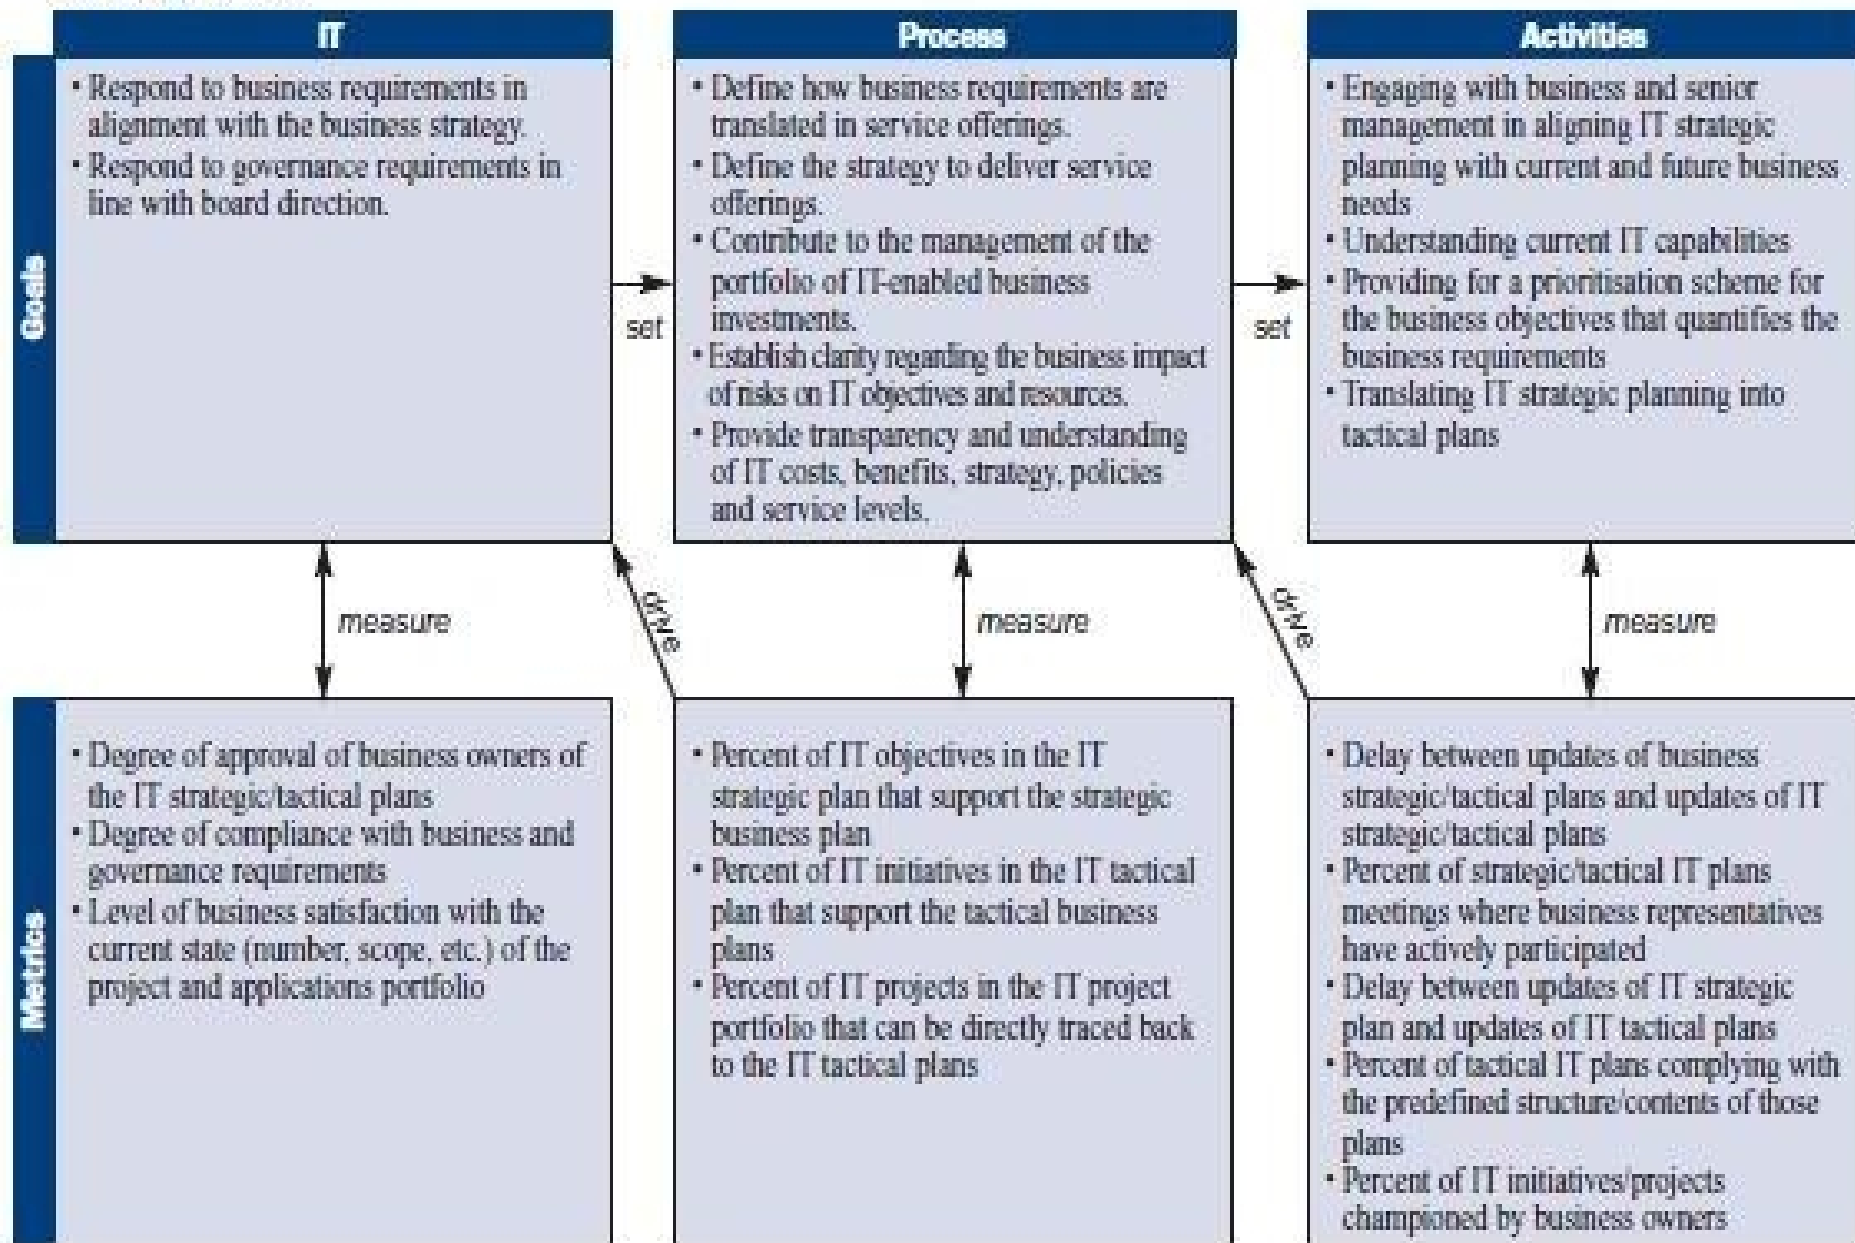 IT
Process
Activities
Goals
• Respond to business requirements in
alignment with the business strategy.
• Respond to governance requirements in
line with board direction.
set
• Define how business requirements are
translated in service offerings.
• Define the strategy to deliver service
offerings.
• Contribute to the management of the
portfolio of IT-enabled business
investments.
• Establish clarity regarding the business impact
of risks on IT objectives and resources.
• Provide transparency and understanding
of IT costs, benefits, strategy, policies
and service levels.
set
• Engaging with business and senior
management in aligning IT strategic
planning with current and future business
needs
• Understanding current IT capabilities
• Providing for a prioritisation scheme for
the business objectives that quantifies the
business requirements
• Translating IT strategic planning into
tactical plans
measure
drive
measure
drive
measure
Metrics
• Degree of approval of business owners of
the IT strategic/tactical plans
• Degree of compliance with business and
governance requirements
• Level of business satisfaction with the
current state (number, scope, etc.) of the
project and applications portfolio
• Percent of IT objectives in the IT
strategic plan that support the strategic
business plan
• Percent of IT initiatives in the IT tactical
plan that support the tactical business
plans
• Percent of IT projects in the IT project
portfolio that can be directly traced back
to the IT tactical plans
• Delay between updates of business
strategic/tactical plans and updates of IT
strategic/tactical plans
• Percent of strategic/tactical IT plans
meetings where business representatives
have actively participated
• Delay between updates of IT strategic
plan and updates of IT tactical plans
• Percent of tactical IT plans complying with
the predefined structure/contents of those
plans
• Percent of IT initiatives/projects
championed by business owners